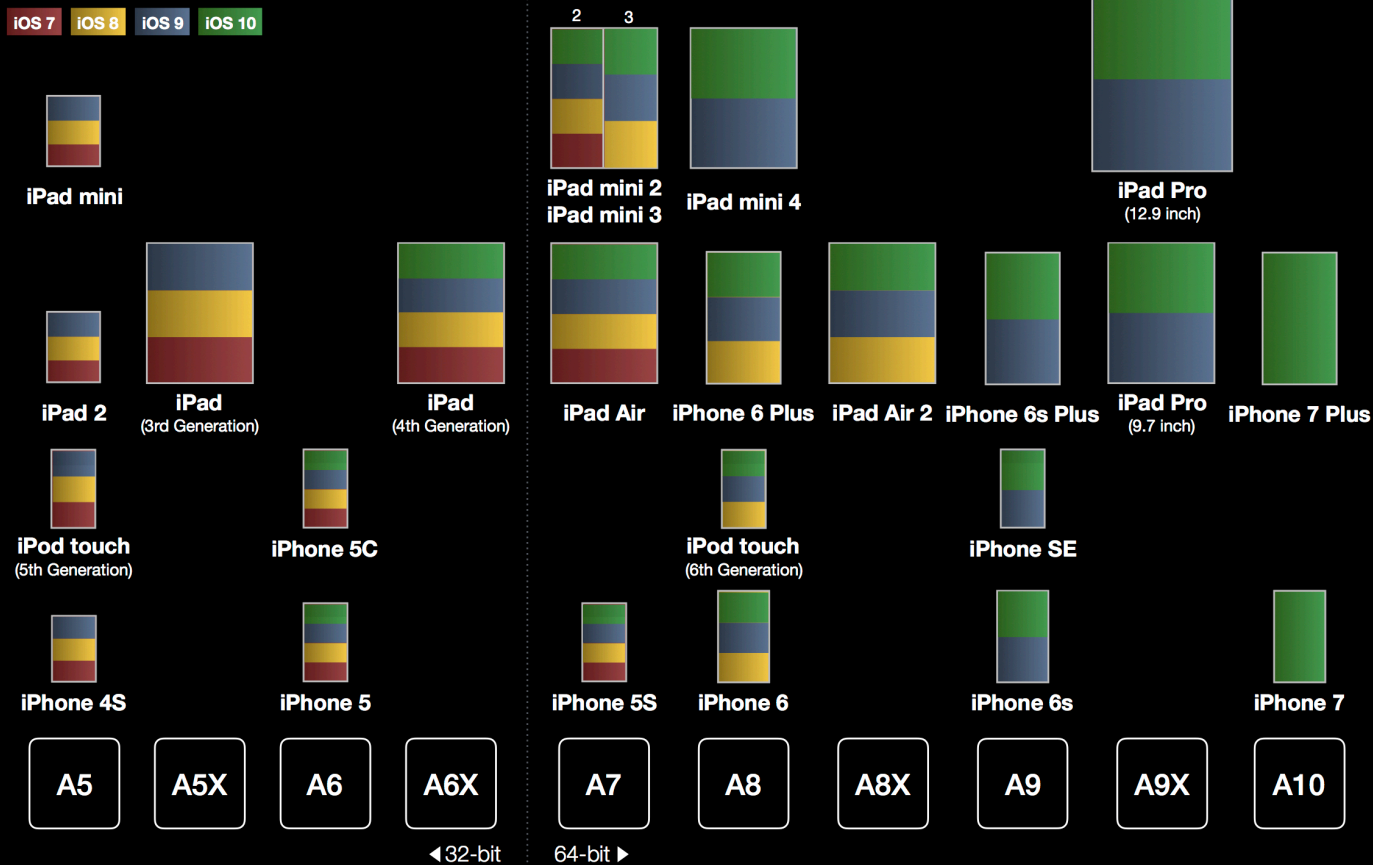 iOS 7 iOS 8 iOS 9 iOS 10
2 3
iPad mini
iPad mini 2
iPad mini 3
iPad mini 4
iPad Pro
(12.9 inch)
iPad 2
iPad
(3rd Generation)
iPad
(4th Generation)
iPad Air
iPhone 6 Plus
iPad Air 2
iPhone 6s Plus
iPad Pro
(9.7 inch)
iPhone 7 Plus
iPod touch
(5th Generation)
iPhone 5C
iPod touch
(6th Generation)
iPhone SE
iPhone 4S
iPhone 5
iPhone 5S
iPhone 6
iPhone 6s
iPhone 7
A5 A5X A6 A6X A7 A8 A8X A9 A9X A10
◀32-bit 64-bit ▶